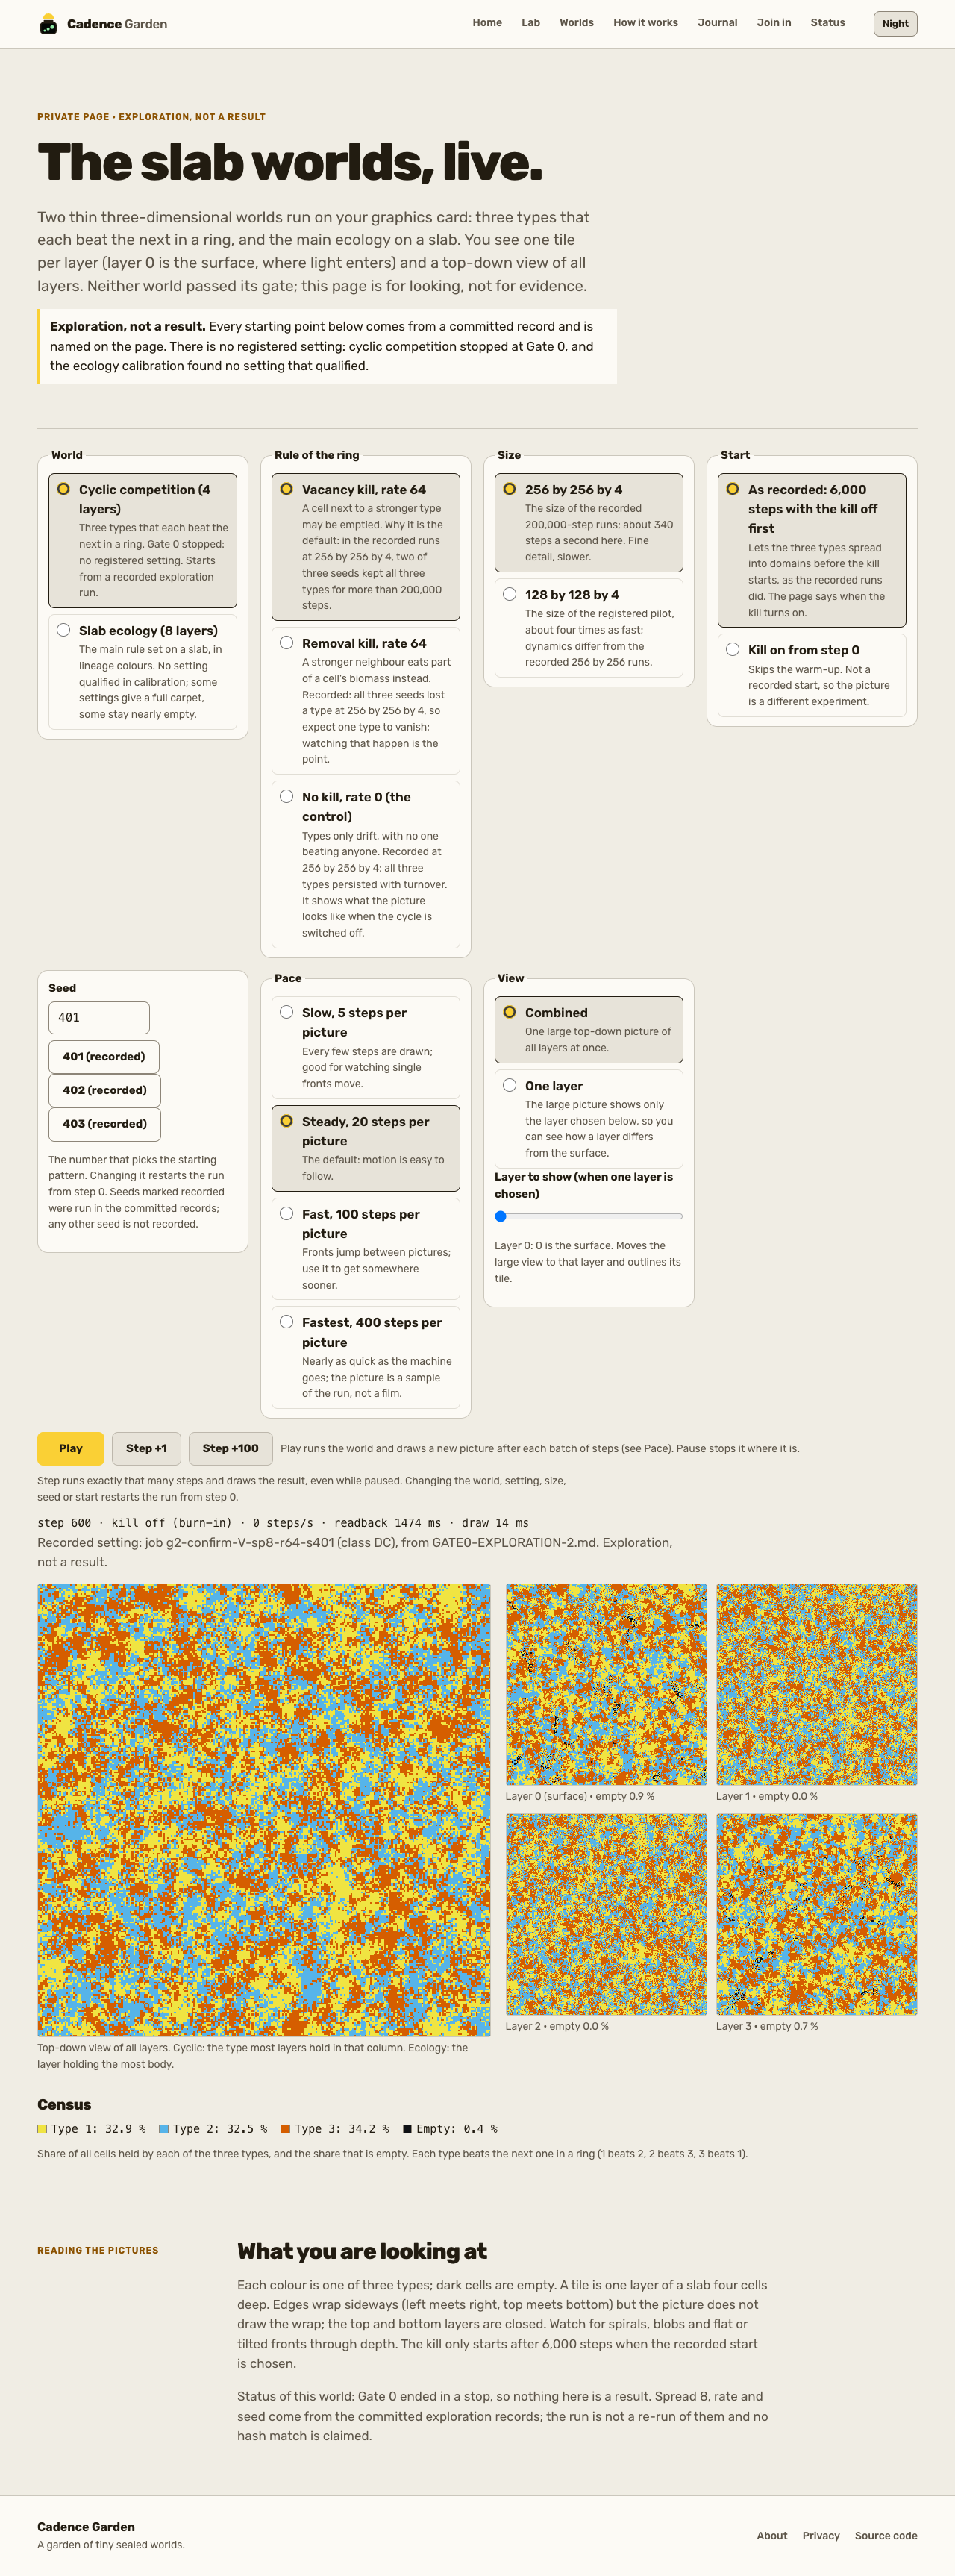 Cadence Garden
Home Lab Worlds How it works Journal Join in Status Night
PRIVATE PAGE · EXPLORATION, NOT A RESULT
The slab worlds, live.
Two thin three-dimensional worlds run on your graphics card: three types that
each beat the next in a ring, and the main ecology on a slab. You see one tile
per layer (layer 0 is the surface, where light enters) and a top-down view of all
layers. Neither world passed its gate; this page is for looking, not for evidence.
Exploration, not a result. Every starting point below comes from a committed record and is
named on the page. There is no registered setting: cyclic competition stopped at Gate 0, and
the ecology calibration found no setting that qualified.
World
Cyclic competition (4
layers)
Three types that each beat the
next in a ring. Gate 0 stopped:
no registered setting. Starts
from a recorded exploration
run.
Slab ecology (8 layers)
The main rule set on a slab, in
lineage colours. No setting
qualified in calibration; some
settings give a full carpet,
some stay nearly empty.
Rule of the ring
Vacancy kill, rate 64
A cell next to a stronger type
may be emptied. Why it is the
default: in the recorded runs
at 256 by 256 by 4, two of
three seeds kept all three
types for more than 200,000
steps.
Removal kill, rate 64
A stronger neighbour eats part
of a cell's biomass instead.
Recorded: all three seeds lost
a type at 256 by 256 by 4, so
expect one type to vanish;
watching that happen is the
point.
No kill, rate 0 (the
control)
Types only drift, with no one
beating anyone. Recorded at
256 by 256 by 4: all three
types persisted with turnover.
It shows what the picture
looks like when the cycle is
switched off.
Size
256 by 256 by 4
The size of the recorded
200,000-step runs; about 340
steps a second here. Fine
detail, slower.
128 by 128 by 4
The size of the registered pilot,
about four times as fast;
dynamics differ from the
recorded 256 by 256 runs.
Start
As recorded: 6,000
steps with the kill off
first
Lets the three types spread
into domains before the kill
starts, as the recorded runs
did. The page says when the
kill turns on.
Kill on from step 0
Skips the warm-up. Not a
recorded start, so the picture
is a different experiment.
Seed
401
401 (recorded)
402 (recorded)
403 (recorded)
The number that picks the starting
pattern. Changing it restarts the run
from step 0. Seeds marked recorded
were run in the committed records;
any other seed is not recorded.
Pace
Slow, 5 steps per
picture
Every few steps are drawn;
good for watching single
fronts move.
Steady, 20 steps per
picture
The default: motion is easy to
follow.
Fast, 100 steps per
picture
Fronts jump between pictures;
use it to get somewhere
sooner.
Fastest, 400 steps per
picture
Nearly as quick as the machine
goes; the picture is a sample
of the run, not a film.
View
Combined
One large top-down picture of
all layers at once.
One layer
The large picture shows only
the layer chosen below, so you
can see how a layer differs
from the surface.
Layer to show (when one layer is
chosen)
Layer 0: 0 is the surface. Moves the
large view to that layer and outlines its
tile.
Play Step +1 Step +100 Play runs the world and draws a new picture after each batch of steps (see Pace). Pause stops it where it is.
Step runs exactly that many steps and draws the result, even while paused. Changing the world, setting, size,
seed or start restarts the run from step 0.
step 600 · kill off (burn-in) · 0 steps/s · readback 1474 ms · draw 14 ms
Recorded setting: job g2-confirm-V-sp8-r64-s401 (class DC), from GATE0-EXPLORATION-2.md. Exploration,
not a result.
Layer 0 (surface) · empty 0.9 %
Layer 1 · empty 0.0 %
Layer 2 · empty 0.0 %
Layer 3 · empty 0.7 %
Top-down view of all layers. Cyclic: the type most layers hold in that column. Ecology: the
layer holding the most body.
Census
Type 1: 32.9 % Type 2: 32.5 % Type 3: 34.2 % Empty: 0.4 %
Share of all cells held by each of the three types, and the share that is empty. Each type beats the next one in a ring (1 beats 2, 2 beats 3, 3 beats 1).
READING THE PICTURES
What you are looking at
Each colour is one of three types; dark cells are empty. A tile is one layer of a slab four cells
deep. Edges wrap sideways (left meets right, top meets bottom) but the picture does not
draw the wrap; the top and bottom layers are closed. Watch for spirals, blobs and flat or
tilted fronts through depth. The kill only starts after 6,000 steps when the recorded start
is chosen.
Status of this world: Gate 0 ended in a stop, so nothing here is a result. Spread 8, rate and
seed come from the committed exploration records; the run is not a re-run of them and no
hash match is claimed.
Cadence Garden
A garden of tiny sealed worlds.
About Privacy Source code